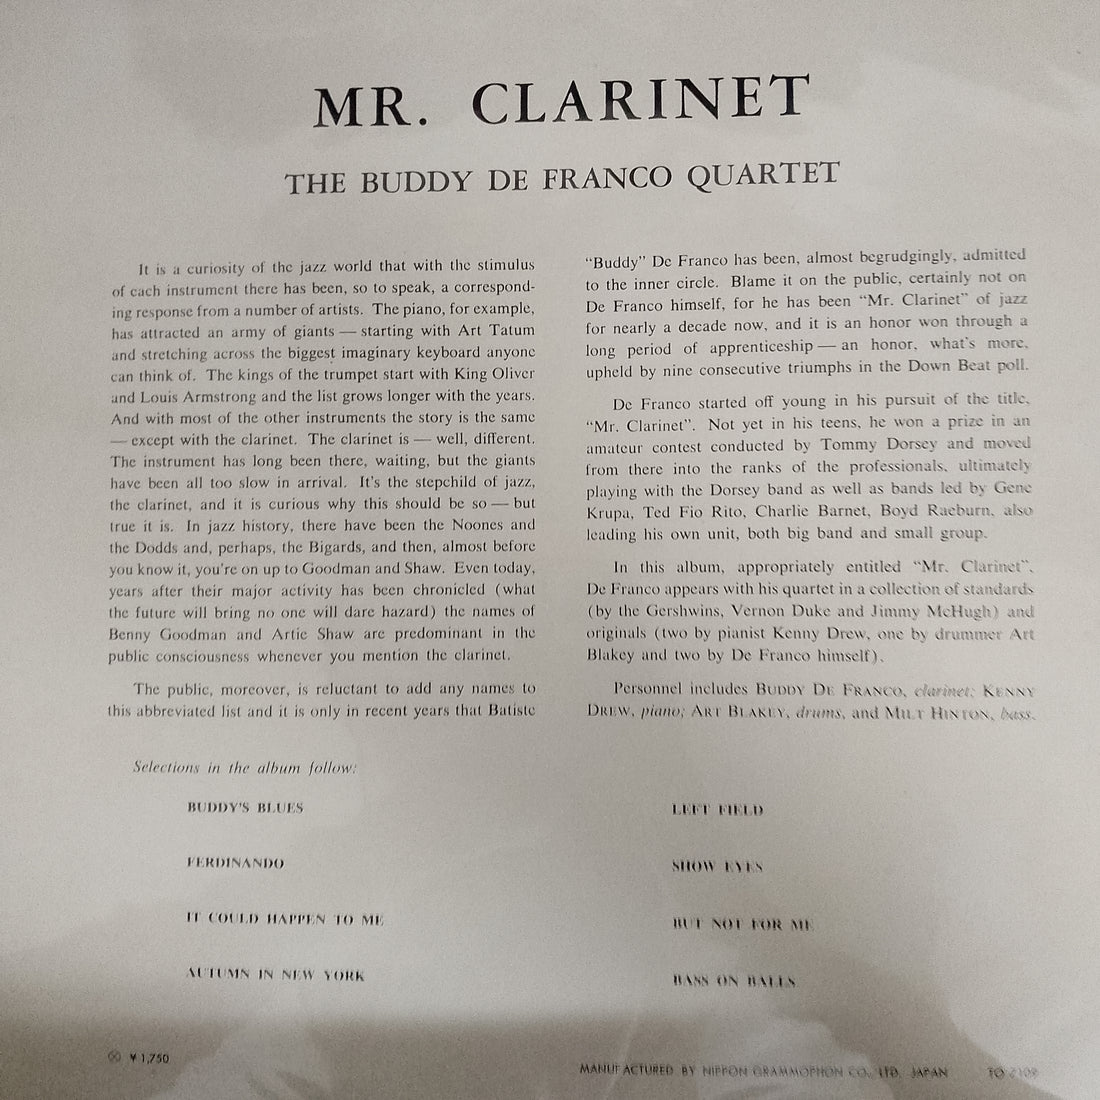 MR. CLARINET
THE BUDDY DE FRANCO QUARTET
It is a curiosity of the jazz world that with the stimulus
of each instrument there has been, so to speak, a correspond-
ing response from a number of artists. The piano, for example,
has attracted an army of giants — starting with Art Tatum
and stretching across the biggest imaginary keyboard anyone
can think of. The kings of the trumpet start with King Oliver
and Louis Armstrong and the list grows longer with the years.
And with most of the other instruments the story is the same
— except with the clarinet. The clarinet is — well, different.
The instrument has long been there, waiting, but the giants
have been all too slow in arrival. It's the stepchild of jazz,
the clarinet, and it is curious why this should be so — but
true it is. In jazz history, there have been the Noones and
the Dodds and, perhaps, the Bigards, and then, almost before
you know it, you're on up to Goodman and Shaw. Even today,
years after their major activity has been chronicled (what
the future will bring no one will dare hazard) the names of
Benny Goodman and Artie Shaw are predominant in the
public consciousness whenever you mention the clarinet.
The public, moreover, is reluctant to add any names to
this abbreviated list and it is only in recent years that Batiste
"Buddy" De Franco has been, almost begrudgingly, admitted
to the inner circle. Blame it on the public, certainly not on
De Franco himself, for he has been "Mr. Clarinet" of jazz
for nearly a decade now, and it is an honor won through a
long period of apprenticeship — an honor, what's more,
upheld by nine consecutive triumphs in the Down Beat poll.
De Franco started off young in his pursuit of the title,
"Mr. Clarinet". Not yet in his teens, he won a prize in an
amateur contest conducted by Tommy Dorsey and moved
from there into the ranks of the professionals, ultimately
playing with the Dorsey band as well as bands led by Gene
Krupa, Ted Fio Rito, Charlie Barnet, Boyd Raeburn, also
leading his own unit, both big band and small group.
In this album, appropriately entitled "Mr. Clarinet",
De Franco appears with his quartet in a collection of standards
(by the Gershwins, Vernon Duke and Jimmy McHugh) and
originals (two by pianist Kenny Drew, one by drummer Art
Blakey and two by De Franco himself).
Personnel includes BUDDY DE FRANCO, clarinet; KENNY
DREW, piano; ART BLAKEY, drums, and MILT HINTON, bass.
Selections in the album follow:
BUDDY'S BLUES
FERDINANDO
IT COULD HAPPEN TO ME
AUTUMN IN NEW YORK
LEFT FIELD
SHOW EYES
BUT NOT FOR ME
BASS ON BALLS
¥ 1,750
MANUFACTURED BY NIPPON GRAMMOPHON CO., LTD. JAPAN